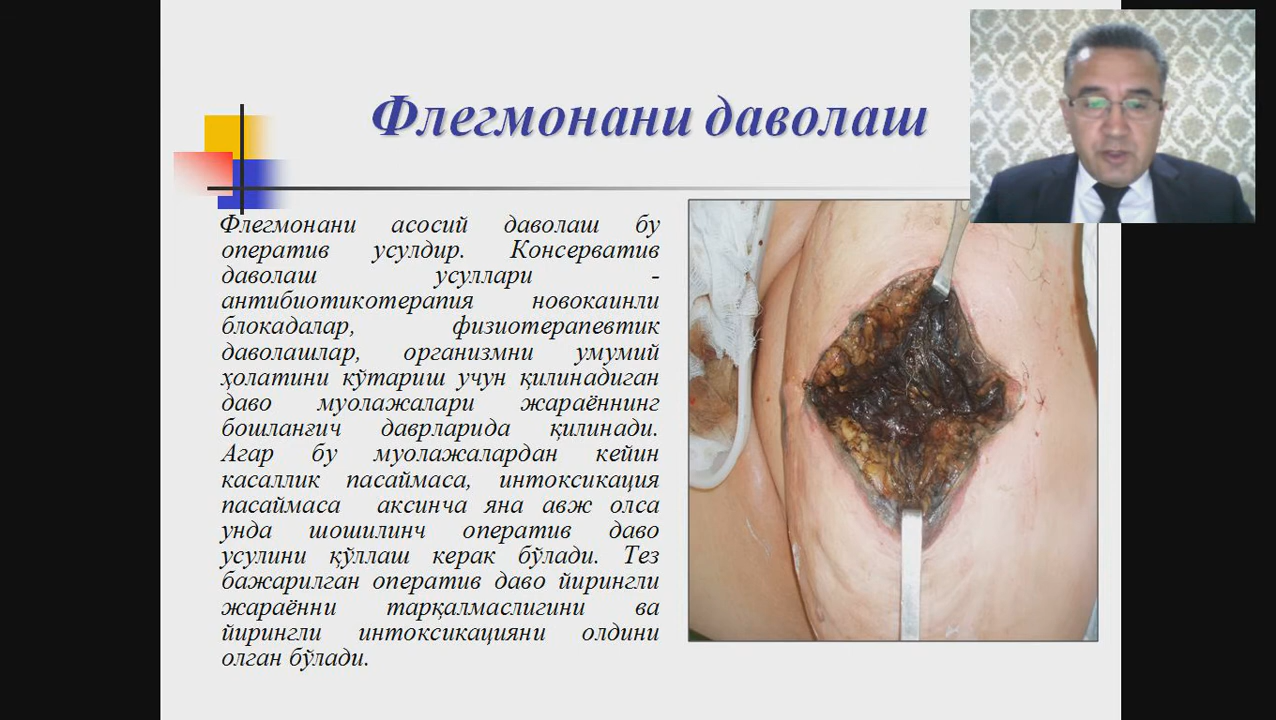 Флегмонани даволаш
Флегмонани асосий даволаш бу
оператив усулдир. Консерватив
даволаш усуллари -
антибиотикотерапия новокаинли
блокадалар, физиотерапевтик
даволашлар, организмни умумий
ҳолатини кўтариш учун қилинадиган
даво муолажалари жараённинг
бошланғич даврларида қилинади.
Агар бу муолажалардан кейин
касаллик пасаймаса, интоксикация
пасаймаса аксинча яна авж олса
унда шошилинч оператив даво
усулини қўллаш керак бўлади. Тез
бажарилган оператив даво йирингли
жараённи тарқалмаслигини ва
йирингли интоксикацияни олдини
олган бўлади.